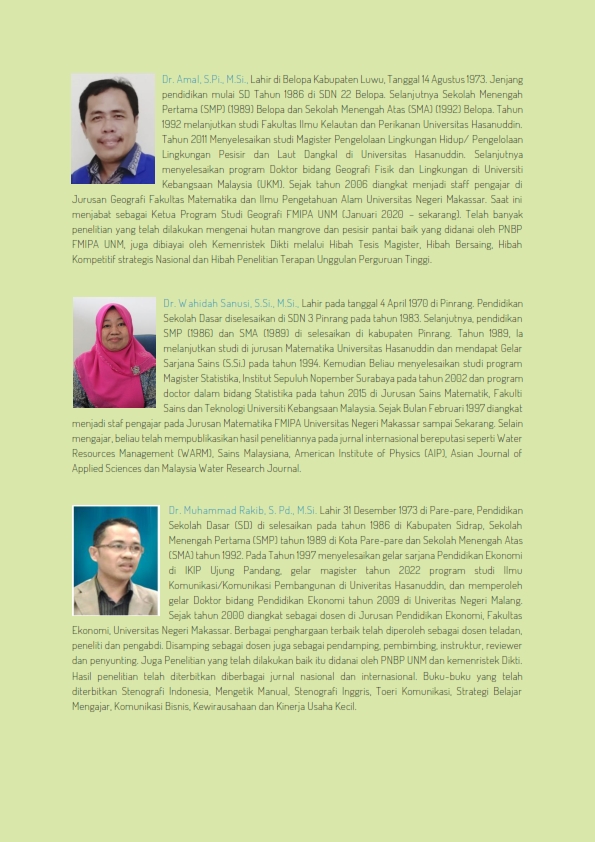 Dr. Amal, S.Pi., M.Si., Lahir di Belopa Kabupaten Luwu, Tanggal 14 Agustus 1973. Jenjang
pendidikan mulai SD Tahun 1986 di SDN 22 Belopa. Selanjutnya Sekolah Menengah
Pertama (SMP) (1989) Belopa dan Sekolah Menengah Atas (SMA) (1992) Belopa. Tahun
1992 melanjutkan studi Fakultas Ilmu Kelautan dan Perikanan Universitas Hasanuddin.
Tahun 2011 Menyelesaikan studi Magister Pengelolaan Lingkungan Hidup/ Pengelolaan
Lingkungan Pesisir dan Laut Dangkal di Universitas Hasanuddin. Selanjutnya
menyelesaikan program Doktor bidang Geografi Fisik dan Lingkungan di Universiti
Kebangsaan Malaysia (UKM). Sejak tahun 2006 diangkat menjadi staff pengajar di
Jurusan Geografi Fakultas Matematika dan Ilmu Pengetahuan Alam Universitas Negeri Makassar. Saat ini
menjabat sebagai Ketua Program Studi Geografi FMIPA UNM (Januari 2020 – sekarang). Telah banyak
penelitian yang telah dilakukan mengenai hutan mangrove dan pesisir pantai baik yang didanai oleh PNBP
FMIPA UNM, juga dibiayai oleh Kemenristek Dikti melalui Hibah Tesis Magister, Hibah Bersaing, Hibah
Kompetitif strategis Nasional dan Hibah Penelitian Terapan Unggulan Perguruan Tinggi.
Dr. Wahidah Sanusi, S.Si., M.Si., Lahir pada tanggal 4 April 1970 di Pinrang. Pendidikan
Sekolah Dasar diselesaikan di SDN 3 Pinrang pada tahun 1983. Selanjutnya, pendidikan
SMP (1986) dan SMA (1989) di selesaikan di kabupaten Pinrang. Tahun 1989, Ia
melanjutkan studi di jurusan Matematika Universitas Hasanuddin dan mendapat Gelar
Sarjana Sains (S.Si.) pada tahun 1994. Kemudian Beliau menyelesaikan studi program
Magister Statistika, Institut Sepuluh Nopember Surabaya pada tahun 2002 dan program
doctor dalam bidang Statistika pada tahun 2015 di Jurusan Sains Matematik, Fakulti
Sains dan Teknologi Universiti Kebangsaan Malaysia. Sejak Bulan Februari 1997 diangkat
menjadi staf pengajar pada Jurusan Matematika FMIPA Universitas Negeri Makassar sampai Sekarang. Selain
mengajar, beliau telah mempublikasikan hasil penelitiannya pada jurnal internasional bereputasi seperti Water
Resources Management (WARM), Sains Malaysiana, American Institute of Physics (AIP), Asian Journal of
Applied Sciences dan Malaysia Water Research Journal.
Dr. Muhammad Rakib, S. Pd., M.Si. Lahir 31 Desember 1973 di Pare-pare, Pendidikan
Sekolah Dasar (SD) di selesaikan pada tahun 1986 di Kabupaten Sidrap, Sekolah
Menengah Pertama (SMP) tahun 1989 di Kota Pare-pare dan Sekolah Menengah Atas
(SMA) tahun 1992. Pada Tahun 1997 menyelesaikan gelar sarjana Pendidikan Ekonomi
di IKIP Ujung Pandang, gelar magister tahun 2022 program studi Ilmu
Komunikasi/Komunikasi Pembangunan di Univeritas Hasanuddin, dan memperoleh
gelar Doktor bidang Pendidikan Ekonomi tahun 2009 di Univeritas Negeri Malang.
Sejak tahun 2000 diangkat sebagai dosen di Jurusan Pendidikan Ekonomi, Fakultas
Ekonomi, Universitas Negeri Makassar. Berbagai penghargaan terbaik telah diperoleh sebagai dosen teladan,
peneliti dan pengabdi. Disamping sebagai dosen juga sebagai pendamping, pembimbing, instruktur, reviewer
dan penyunting. Juga Penelitian yang telah dilakukan baik itu didanai oleh PNBP UNM dan kemenristek Dikti.
Hasil penelitian telah diterbitkan diberbagai jurnal nasional dan internasional. Buku-buku yang telah
diterbitkan Stenografi Indonesia, Mengetik Manual, Stenografi Inggris, Toeri Komunikasi, Strategi Belajar
Mengajar, Komunikasi Bisnis, Kewirausahaan dan Kinerja Usaha Kecil.